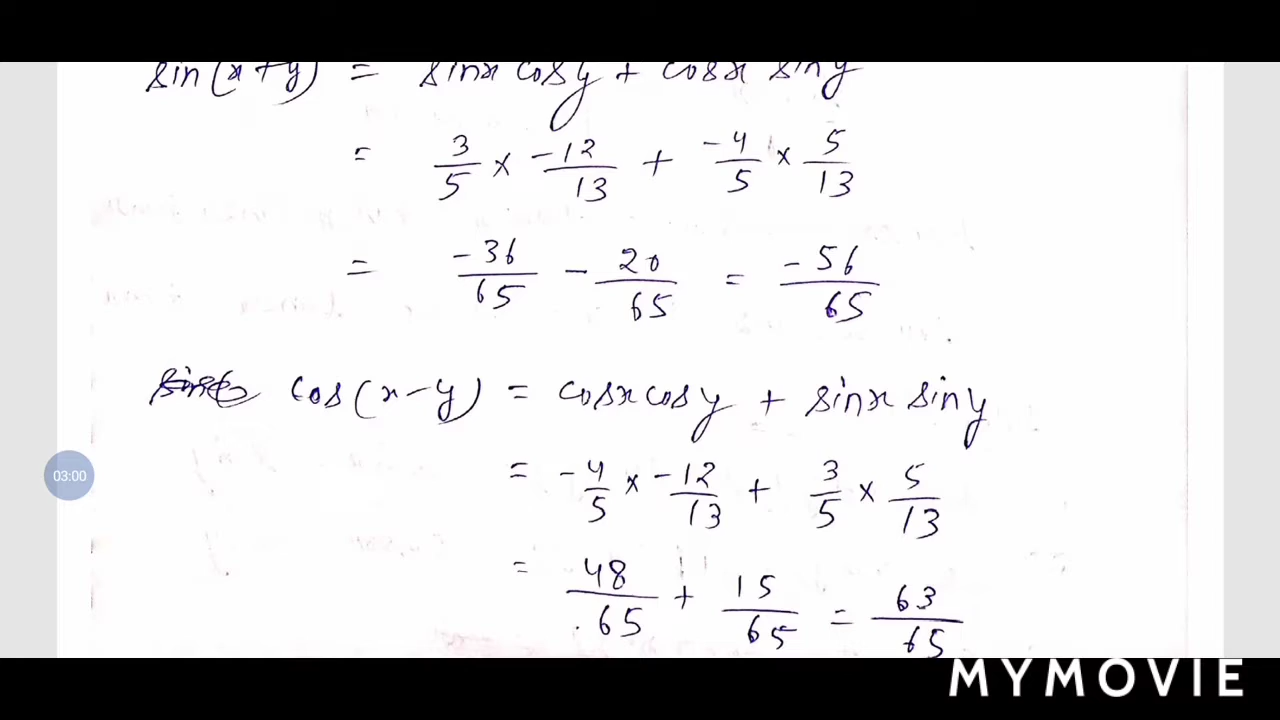 sin(x+y) = sinx cosy + cosx siny
= 3/5 × -12/13 + -4/5 × 5/13
= -36/65 - 20/65 = -56/65
cos(x-y) = cosx cosy + sinx siny
= -4/5 × -12/13 + 3/5 × 5/13
03:00
= 48/65 + 15/65 = 63/65
MYMOVIE